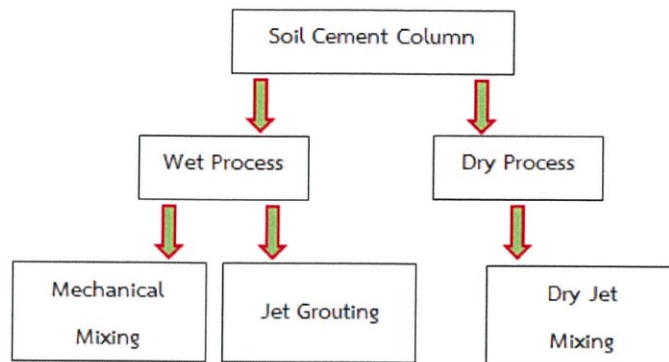 Soil Cement Column
Wet Process
Dry Process
Mechanical
Mixing
Jet Grouting
Dry Jet
Mixing